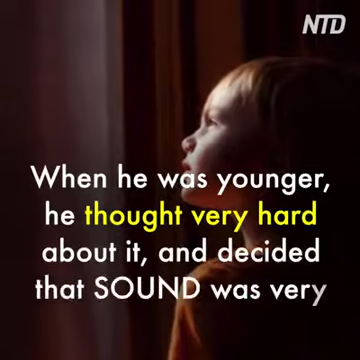 NTD
When he was younger,
he thought very hard
about it, and decided
that SOUND was very